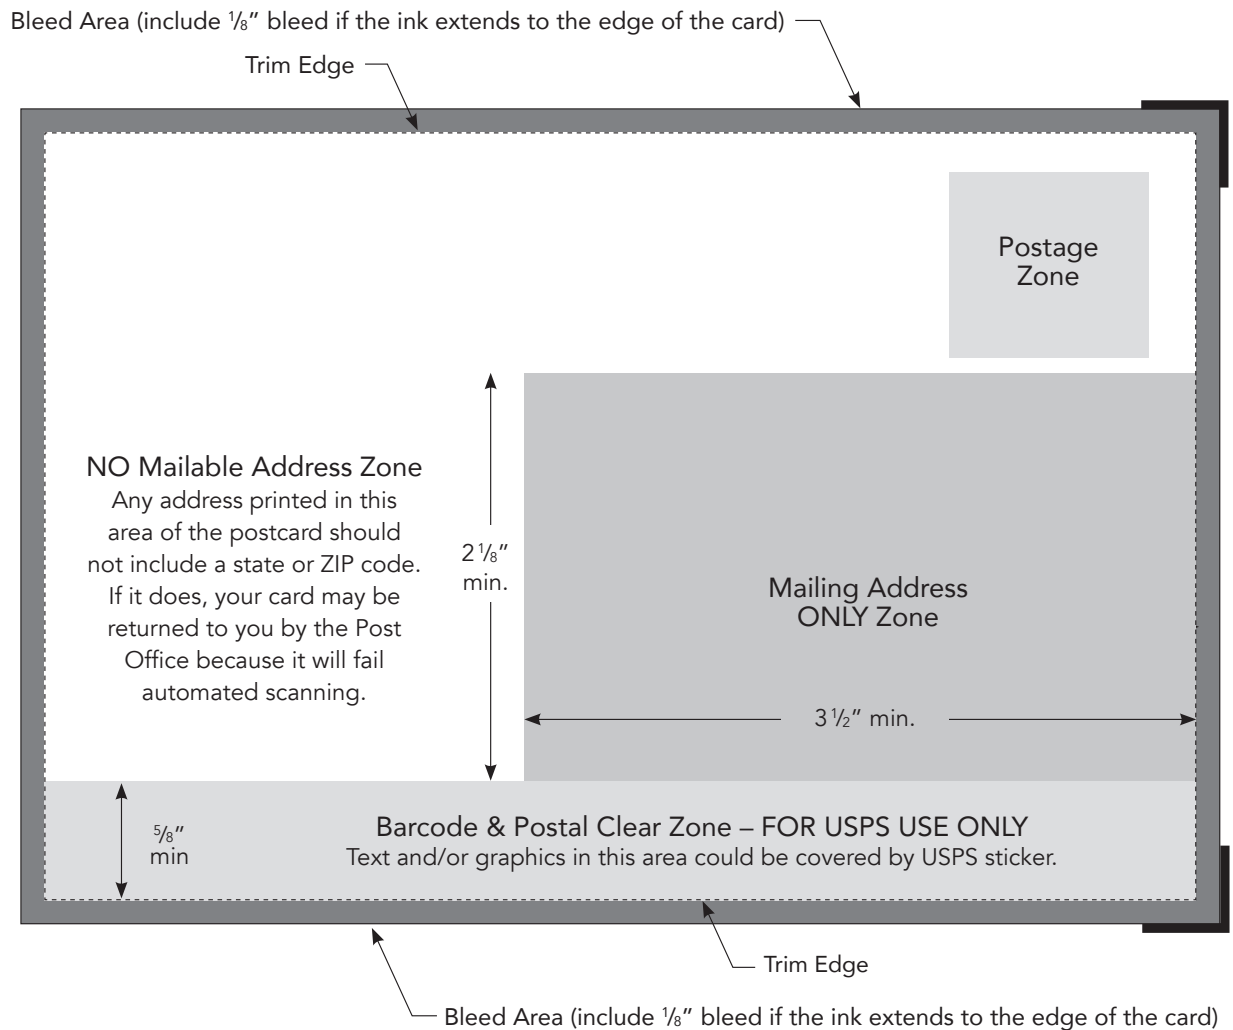 Bleed Area (include ⅛” bleed if the ink extends to the edge of the card)
Trim Edge
Postage
Zone
NO Mailable Address Zone
Any address printed in this
area of the postcard should
not include a state or ZIP code.
If it does, your card may be
returned to you by the Post
Office because it will fail
automated scanning.
2 ⅛”
min.
Mailing Address
ONLY Zone
3 ½” min.
⅝”
min
Barcode & Postal Clear Zone – FOR USPS USE ONLY
Text and/or graphics in this area could be covered by USPS sticker.
Trim Edge
Bleed Area (include ⅛” bleed if the ink extends to the edge of the card)